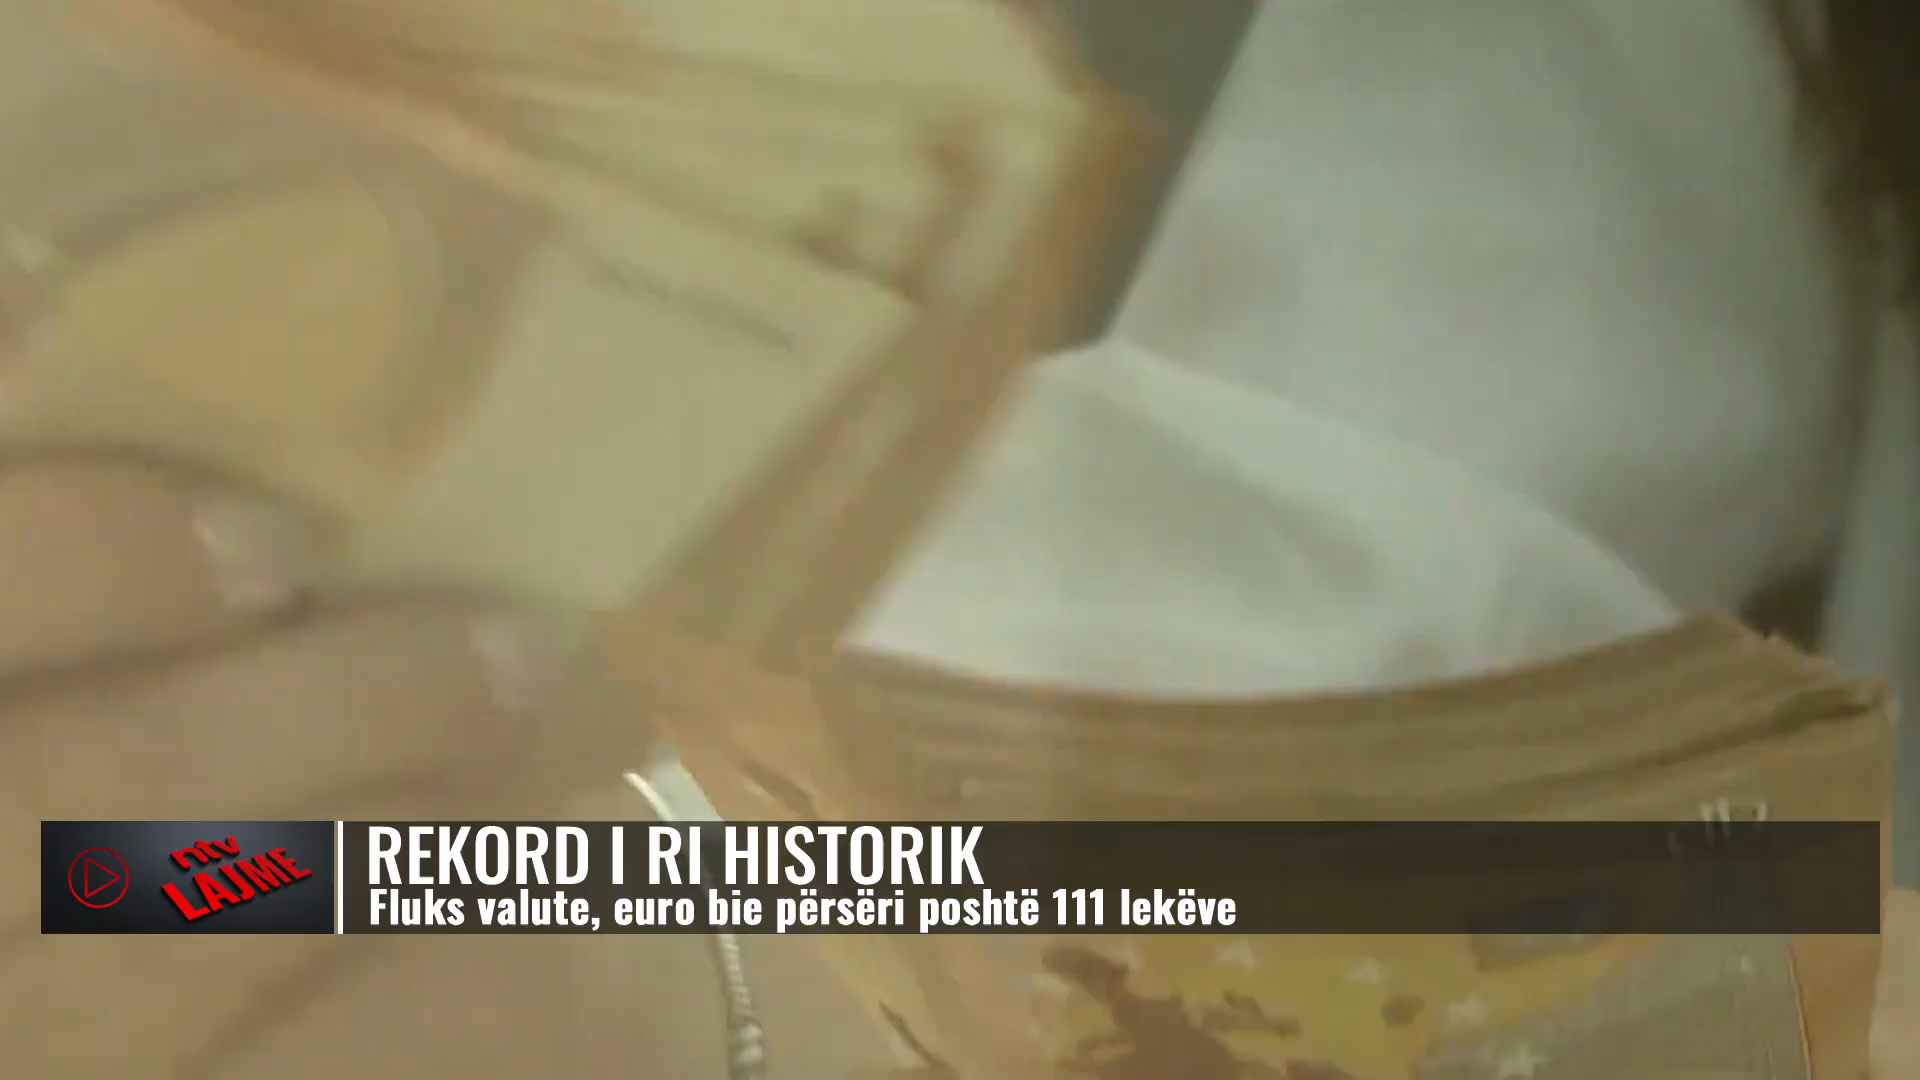 ntv
LAJME
REKORD I RI HISTORIK
Fluks valute, euro bie përsëri poshtë 111 lekëve